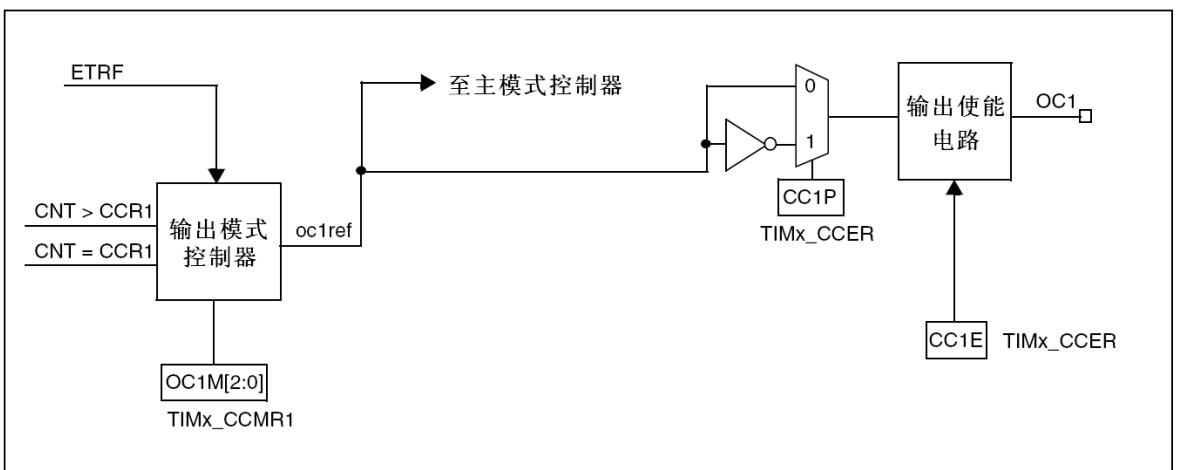 ETRF
至主模式控制器
0
1
输出使能
电路
OC1
CC1P
TIMx_CCER
CNT > CCR1
CNT = CCR1
输出模式
控制器
oc1ref
CC1E
TIMx_CCER
OC1M[2:0]
TIMx_CCMR1